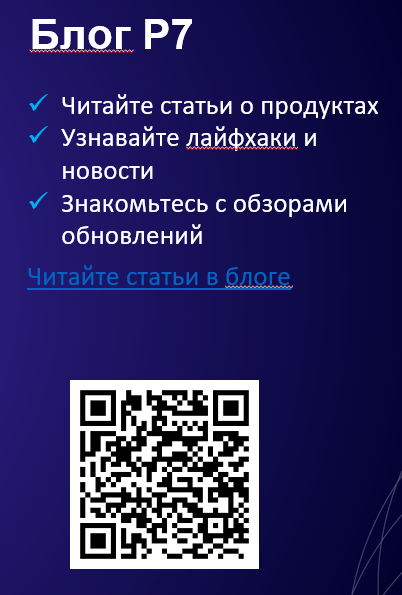 Блог Р7
Читайте статьи о продуктах
Узнавайте лайфхаки и
новости
Знакомьтесь с обзорами
обновлений
Читайте статьи в блоге